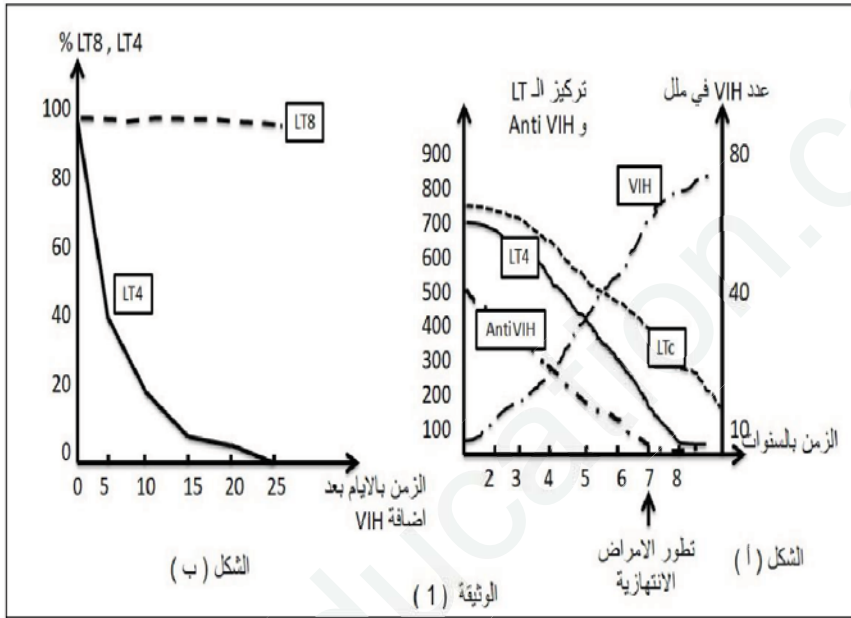 % LT8 , LT4
100
80
60
40
20
0
LT8
LT4
0 5 10 15 20 25
الزمن بالايام بعد
اضافة VIH
الشكل ( ب )
تركيز الـ LT
و Anti VIH
عدد VIH في ملل
900
800
700
600
500
400
300
200
100
80
40
10
VIH
LT4
AntiVIH
LTc
2 3 4 5 6 7 8
الزمن بالسنوات
تطور الامراض
الانتهازية
الشكل ( أ )
الوثيقة ( 1 )